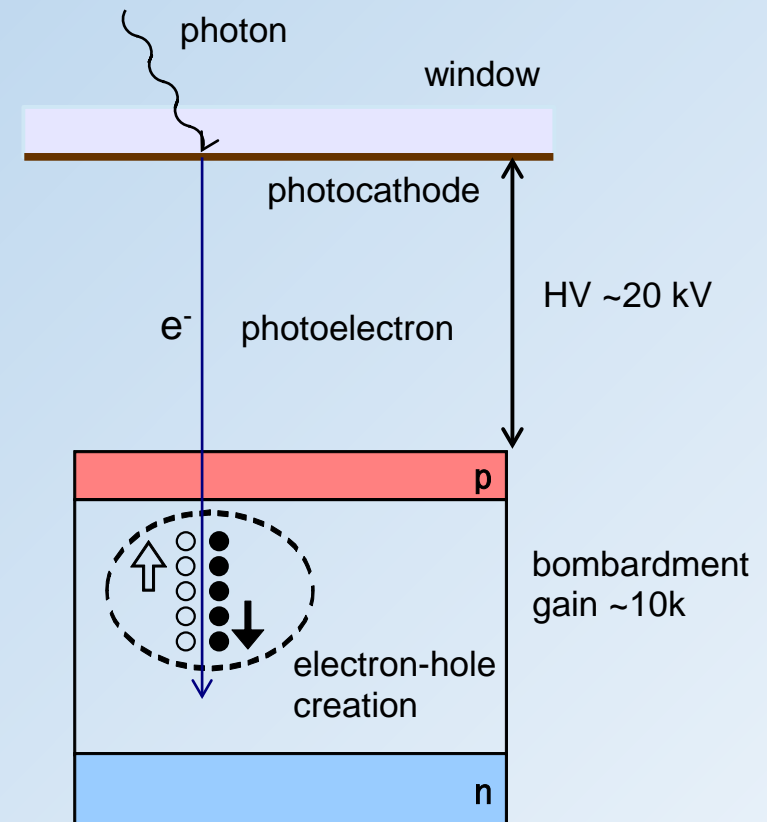 photon
window
photocathode
HV ~20 kV
e⁻
photoelectron
p
bombardment
gain ~10k
electron-hole
creation
n